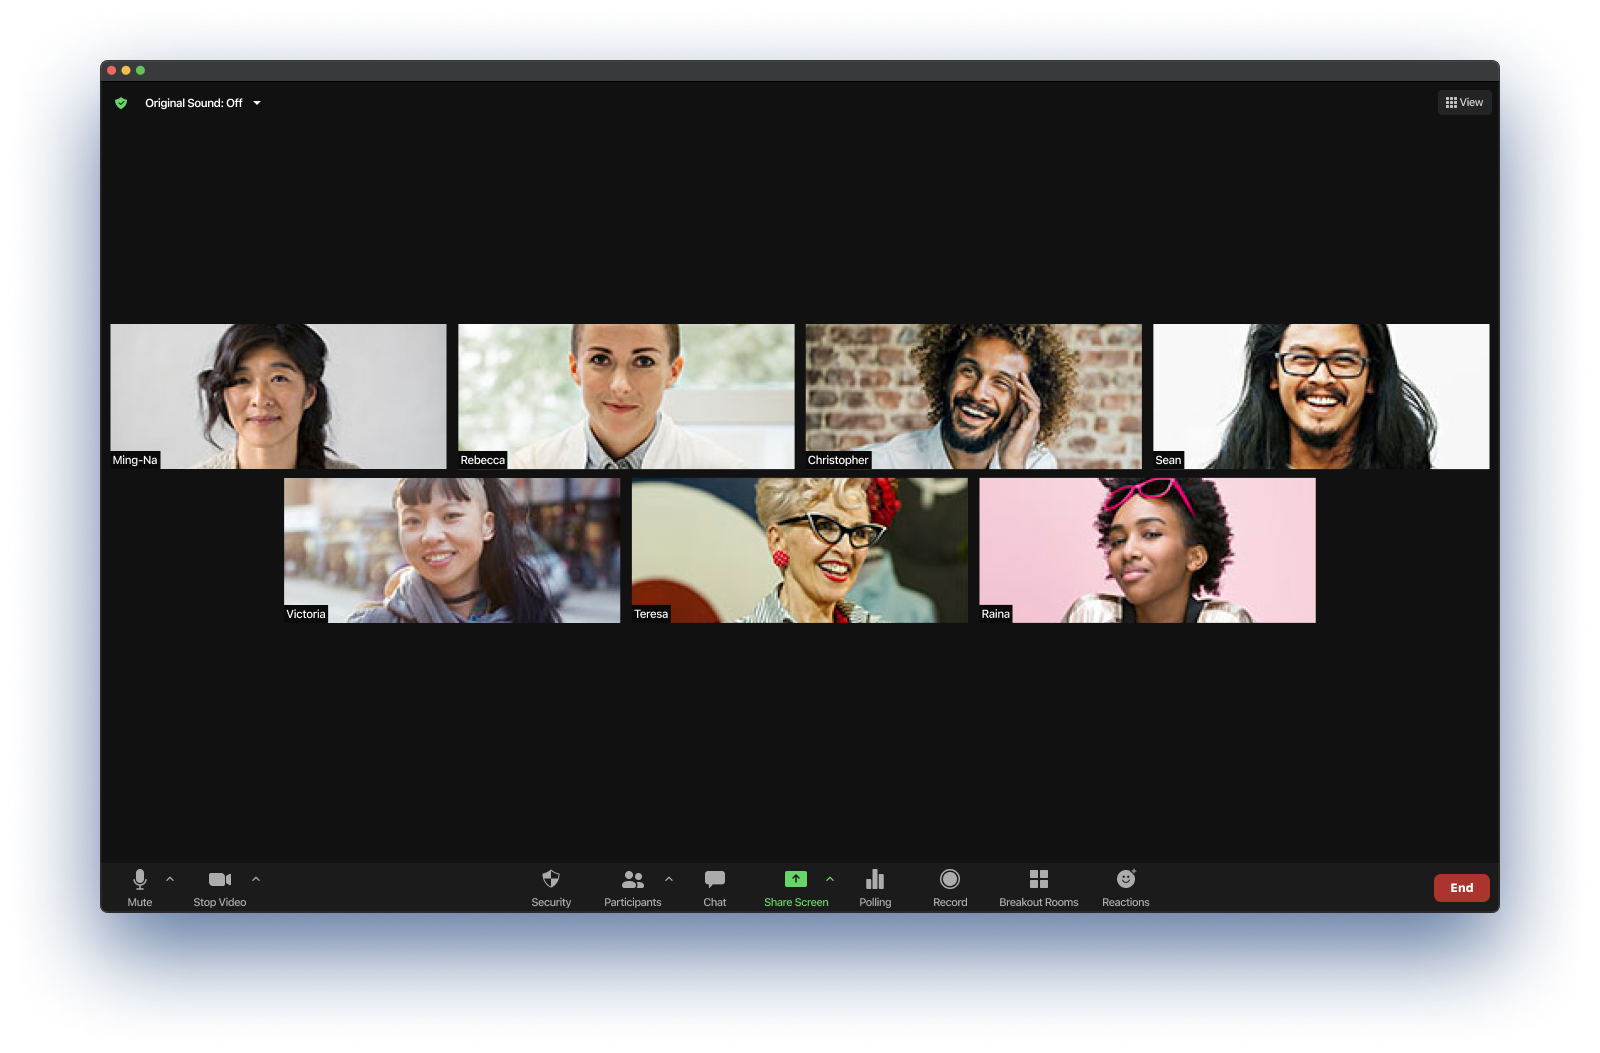 Original Sound: Off
View
Ming-Na
Rebecca
Christopher
Sean
Victoria
Teresa
Raina
Mute
Stop Video
Security
Participants
Chat
Share Screen
Polling
Record
Breakout Rooms
Reactions
End